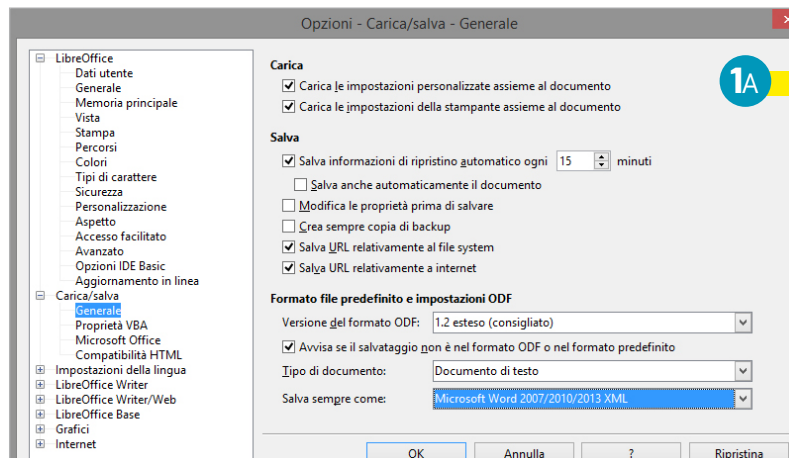 Opzioni - Carica/salva - Generale
LibreOffice
Dati utente
Generale
Memoria principale
Vista
Stampa
Percorsi
Colori
Tipi di carattere
Sicurezza
Personalizzazione
Aspetto
Accesso facilitato
Avanzato
Opzioni IDE Basic
Aggiornamento in linea
Carica/salva
Generale
Proprietà VBA
Microsoft Office
Compatibilità HTML
Impostazioni della lingua
LibreOffice Writer
LibreOffice Writer/Web
LibreOffice Base
Grafici
Internet
Carica
Carica le impostazioni personalizzate assieme al documento
Carica le impostazioni della stampante assieme al documento
1A
Salva
Salva informazioni di ripristino automatico ogni 15 minuti
Salva anche automaticamente il documento
Modifica le proprietà prima di salvare
Crea sempre copia di backup
Salva URL relativamente al file system
Salva URL relativamente a internet
Formato file predefinito e impostazioni ODF
Versione del formato ODF: 1.2 esteso (consigliato)
Avvisa se il salvataggio non è nel formato ODF o nel formato predefinito
Tipo di documento: Documento di testo
Salva sempre come: Microsoft Word 2007/2010/2013 XML
OK Annulla ? Ripristina